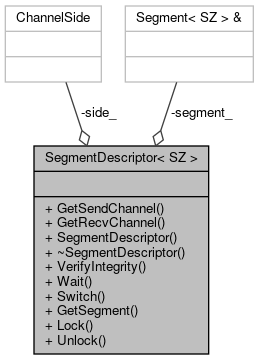 ChannelSide
Segment< SZ > &
-side_
-segment_
SegmentDescriptor< SZ >
+ GetSendChannel()
+ GetRecvChannel()
+ SegmentDescriptor()
+ ~SegmentDescriptor()
+ VerifyIntegrity()
+ Wait()
+ Switch()
+ GetSegment()
+ Lock()
+ Unlock()